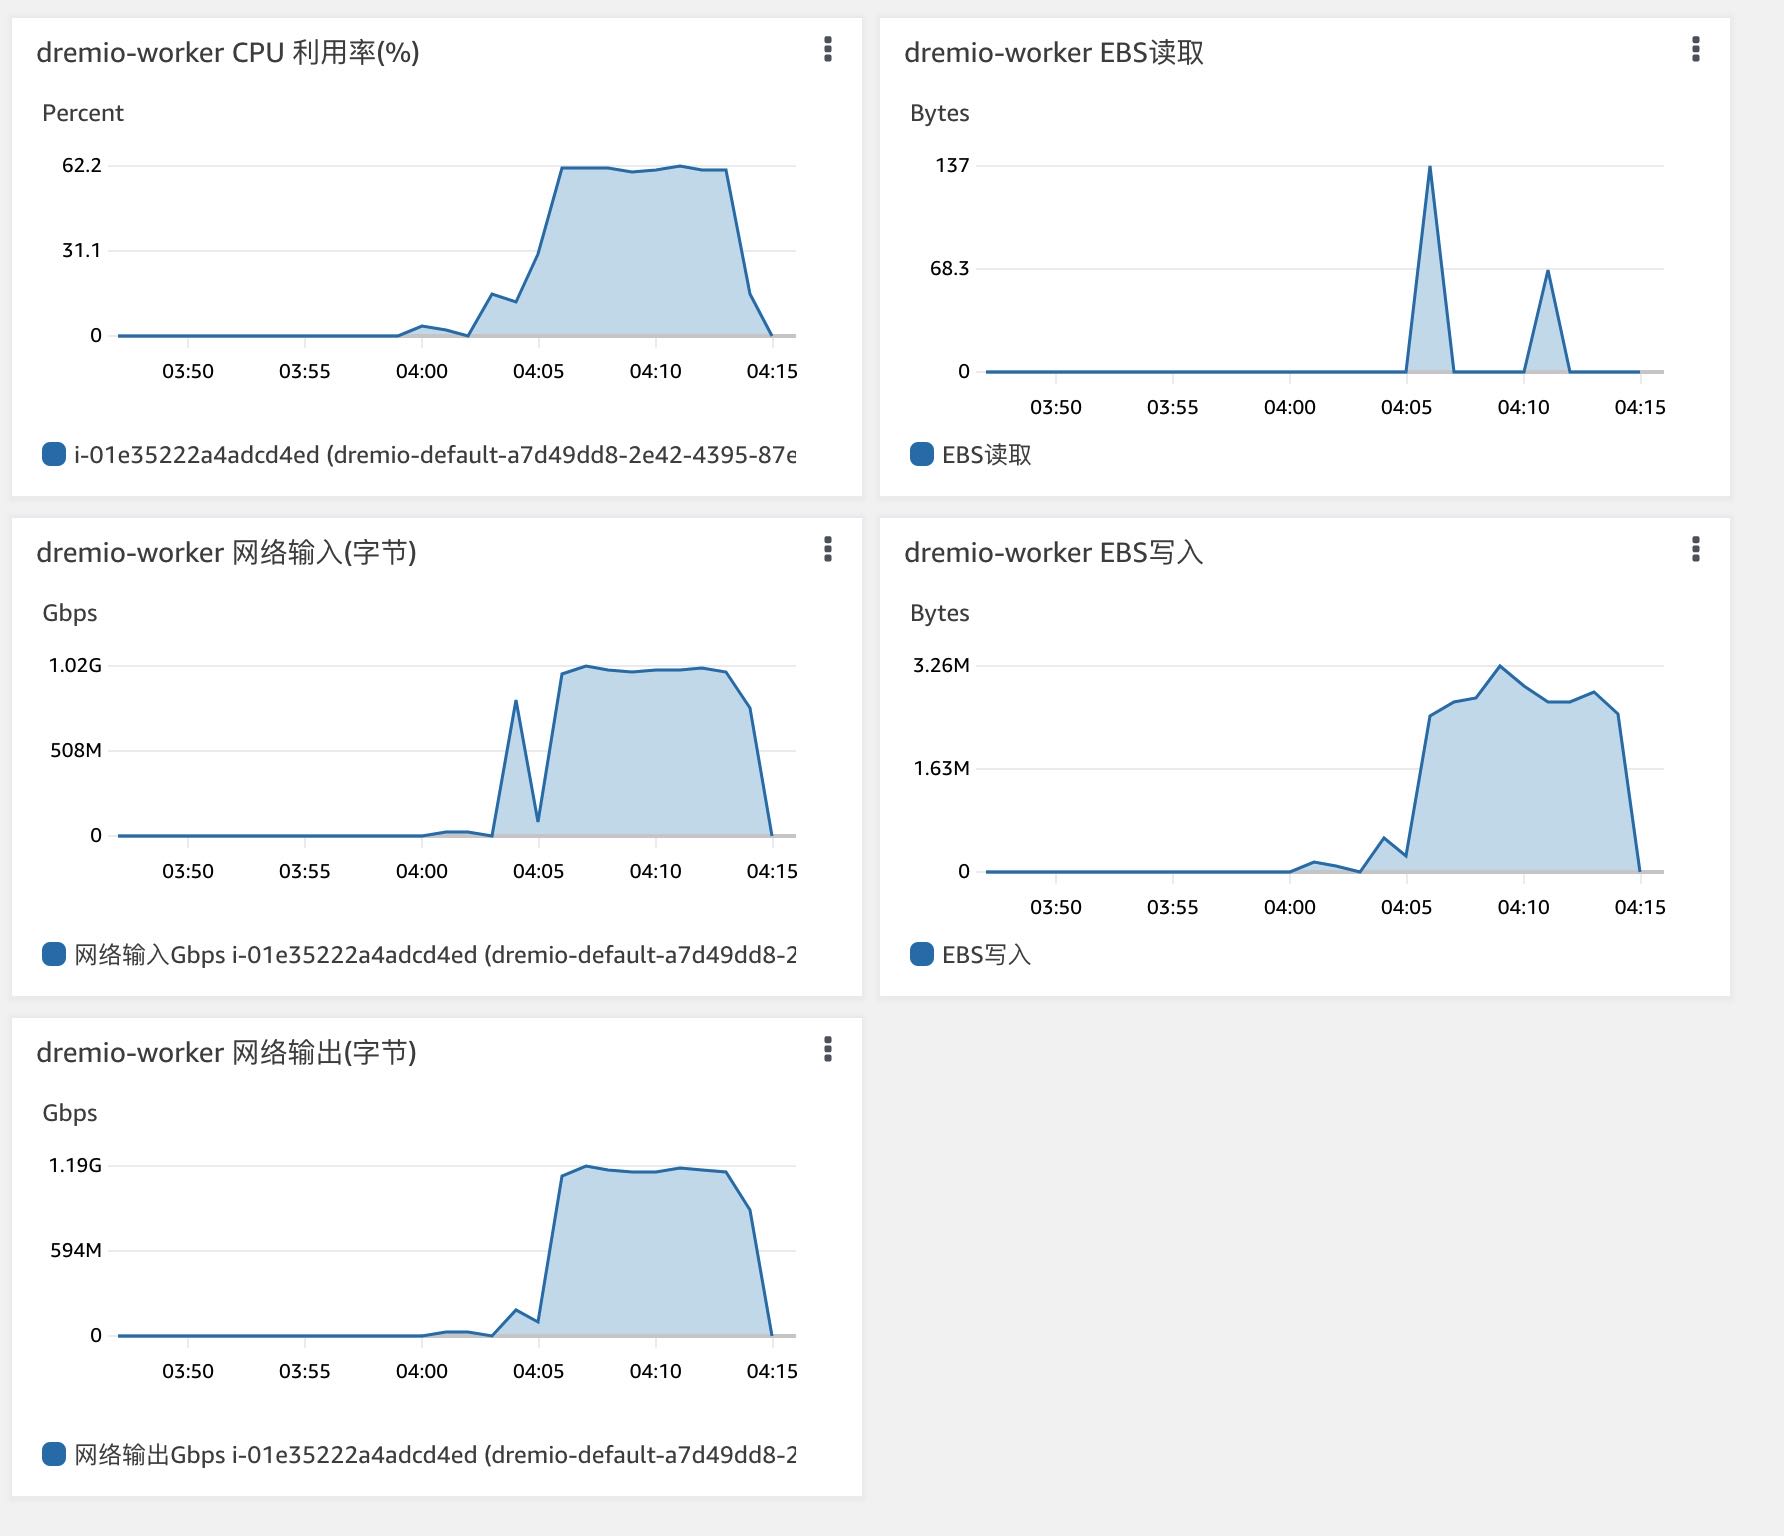 dremio-worker CPU 利用率(%)
Percent
62.2
31.1
0
03:50 03:55 04:00 04:05 04:10 04:15
i-01e35222a4adcd4ed (dremio-default-a7d49dd8-2e42-4395-87e
dremio-worker EBS读取
Bytes
137
68.3
0
03:50 03:55 04:00 04:05 04:10 04:15
EBS读取
dremio-worker 网络输入(字节)
Gbps
1.02G
508M
0
03:50 03:55 04:00 04:05 04:10 04:15
网络输入Gbps i-01e35222a4adcd4ed (dremio-default-a7d49dd8-2
dremio-worker EBS写入
Bytes
3.26M
1.63M
0
03:50 03:55 04:00 04:05 04:10 04:15
EBS写入
dremio-worker 网络输出(字节)
Gbps
1.19G
594M
0
03:50 03:55 04:00 04:05 04:10 04:15
网络输出Gbps i-01e35222a4adcd4ed (dremio-default-a7d49dd8-2